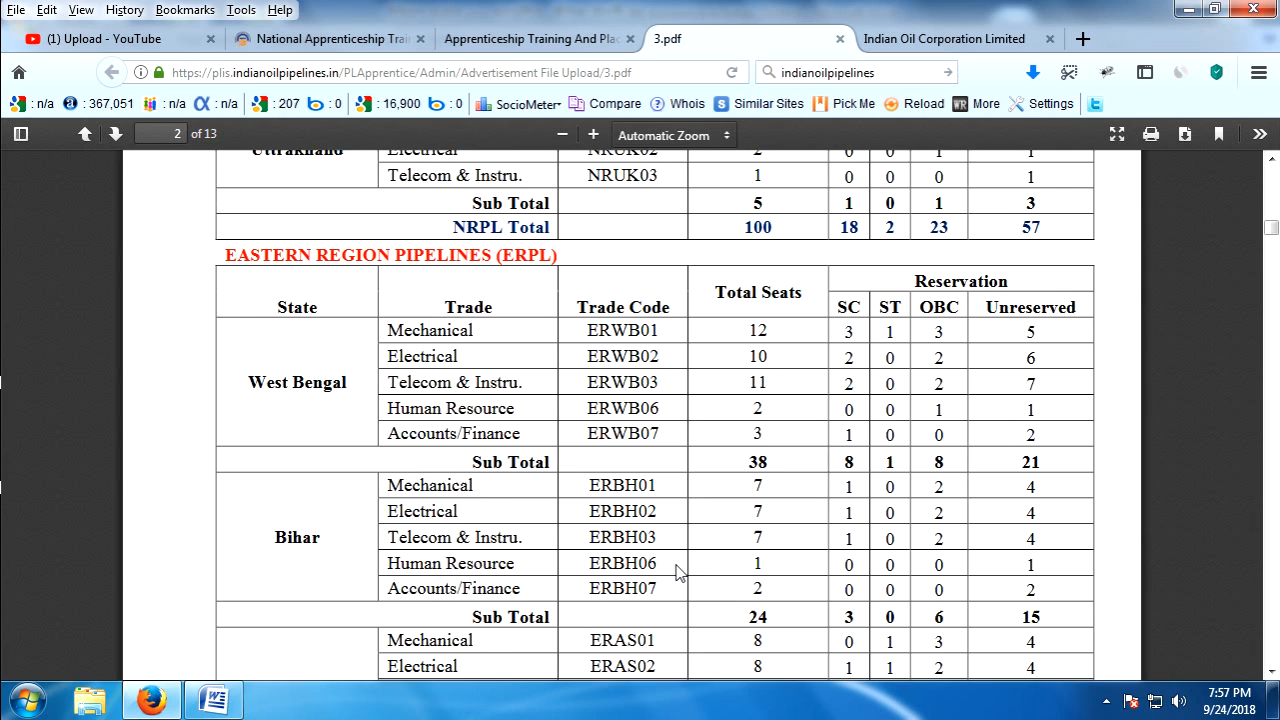 File Edit View History Bookmarks Tools Help
(1) Upload - YouTube
National Apprenticeship Trai
Apprenticeship Training And Pla
3.pdf
Indian Oil Corporation Limited
https://plis.indianoilpipelines.in/PLApprentice/Admin/Advertisement File Upload/3.pdf
indianoilpipelines
: n/a : 367,051 : n/a : n/a : 207 : 0 : 16,900 : 0 SocioMeter Compare Whois Similar Sites Pick Me Reload More Settings
2 of 13 Automatic Zoom
Uttrakhand Electrical NRUK02 2 0 0 1 1
Telecom & Instru. NRUK03 1 0 0 0 1
Sub Total 5 1 0 1 3
NRPL Total 100 18 2 23 57
EASTERN REGION PIPELINES (ERPL)
State Trade Trade Code Total Seats Reservation
SC ST OBC Unreserved
West Bengal
Mechanical ERWB01 12 3 1 3 5
Electrical ERWB02 10 2 0 2 6
Telecom & Instru. ERWB03 11 2 0 2 7
Human Resource ERWB06 2 0 0 1 1
Accounts/Finance ERWB07 3 1 0 0 2
Sub Total 38 8 1 8 21
Bihar
Mechanical ERBH01 7 1 0 2 4
Electrical ERBH02 7 1 0 2 4
Telecom & Instru. ERBH03 7 1 0 2 4
Human Resource ERBH06 1 0 0 0 1
Accounts/Finance ERBH07 2 0 0 0 2
Sub Total 24 3 0 6 15
Mechanical ERAS01 8 0 1 3 4
Electrical ERAS02 8 1 1 2 4
7:57 PM
9/24/2018